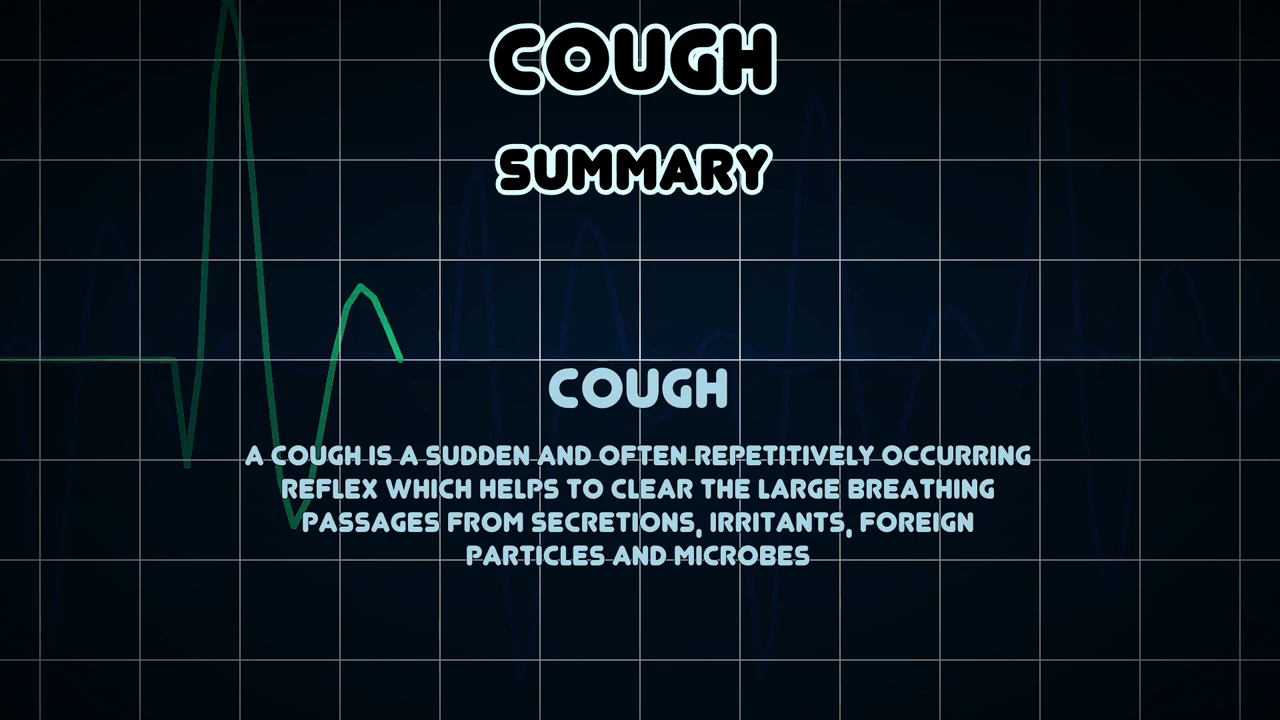 COUGH
SUMMARY
COUGH
A COUGH IS A SUDDEN AND OFTEN REPETITIVELY OCCURRING
REFLEX WHICH HELPS TO CLEAR THE LARGE BREATHING
PASSAGES FROM SECRETIONS, IRRITANTS, FOREIGN
PARTICLES AND MICROBES